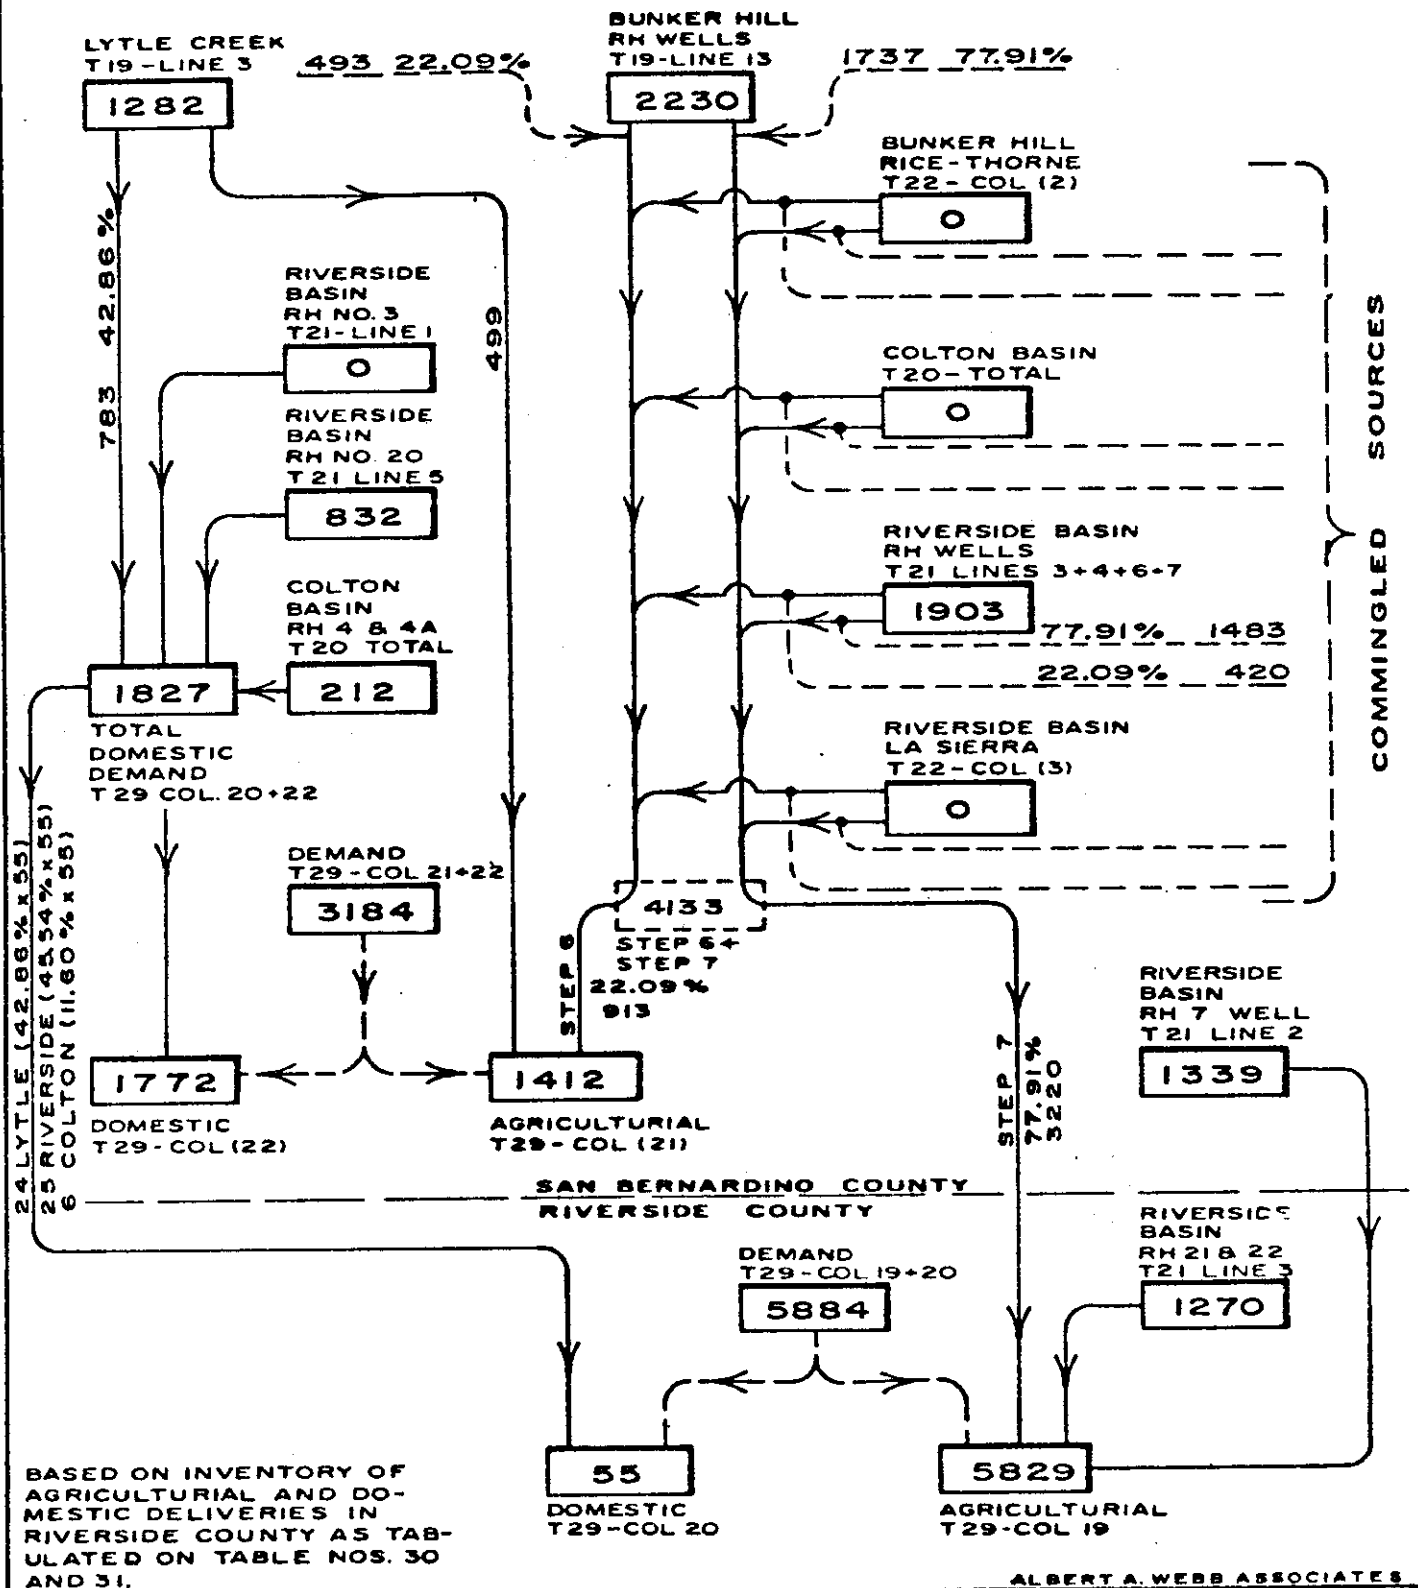 LYTLE CREEK
T19-LINE 3
1282
493 22.09%
BUNKER HILL
RH WELLS
T19-LINE 13
2230
1737 77.91%
BUNKER HILL
RICE-THORNE
T22-COL (2)
0
783 42.86%
499
RIVERSIDE
BASIN
RH NO. 3
T21-LINE 1
0
RIVERSIDE
BASIN
RH NO. 20
T21 LINE 5
832
COLTON
BASIN
RH 4 & 4A
T20 TOTAL
212
COLTON BASIN
T20-TOTAL
0
RIVERSIDE BASIN
RH WELLS
T21 LINES 3+4+6+7
1903
77.91% 1483
22.09% 420
RIVERSIDE BASIN
LA SIERRA
T22-COL (3)
0
COMMINGLED SOURCES
1827
TOTAL
DOMESTIC
DEMAND
T29 COL. 20+22
24 LYTLE (42.86% x 55)
25 RIVERSIDE (45.54% x 55)
6 COLTON (11.60% x 55)
DEMAND
T29-COL 21+22
3184
4133
STEP 6+
STEP 7
22.09%
913
STEP 6
1772
DOMESTIC
T29-COL (22)
1412
AGRICULTURIAL
T29-COL (21)
STEP 7
77.91%
3220
RIVERSIDE
BASIN
RH 7 WELL
T21 LINE 2
1339
SAN BERNARDINO COUNTY
RIVERSIDE COUNTY
RIVERSIDE
BASIN
RH 21 & 22
T21 LINE 3
1270
DEMAND
T29-COL 19+20
5884
55
DOMESTIC
T29-COL 20
5829
AGRICULTURIAL
T29-COL 19
BASED ON INVENTORY OF
AGRICULTURIAL AND DO-
MESTIC DELIVERIES IN
RIVERSIDE COUNTY AS TAB-
ULATED ON TABLE NOS. 30
AND 31.
ALBERT A. WEBB ASSOCIATES